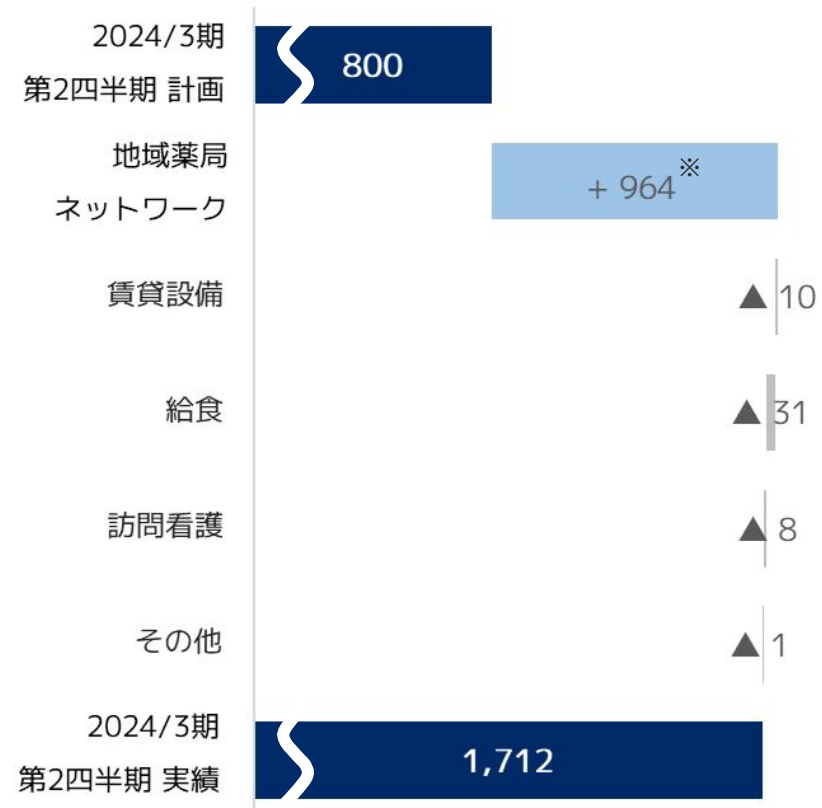 2024/3期
第2四半期 計画
800
地域薬局
ネットワーク
+ 964※
賃貸設備
▲ 10
給食
▲ 31
訪問看護
▲ 8
その他
▲ 1
2024/3期
第2四半期 実績
1,712